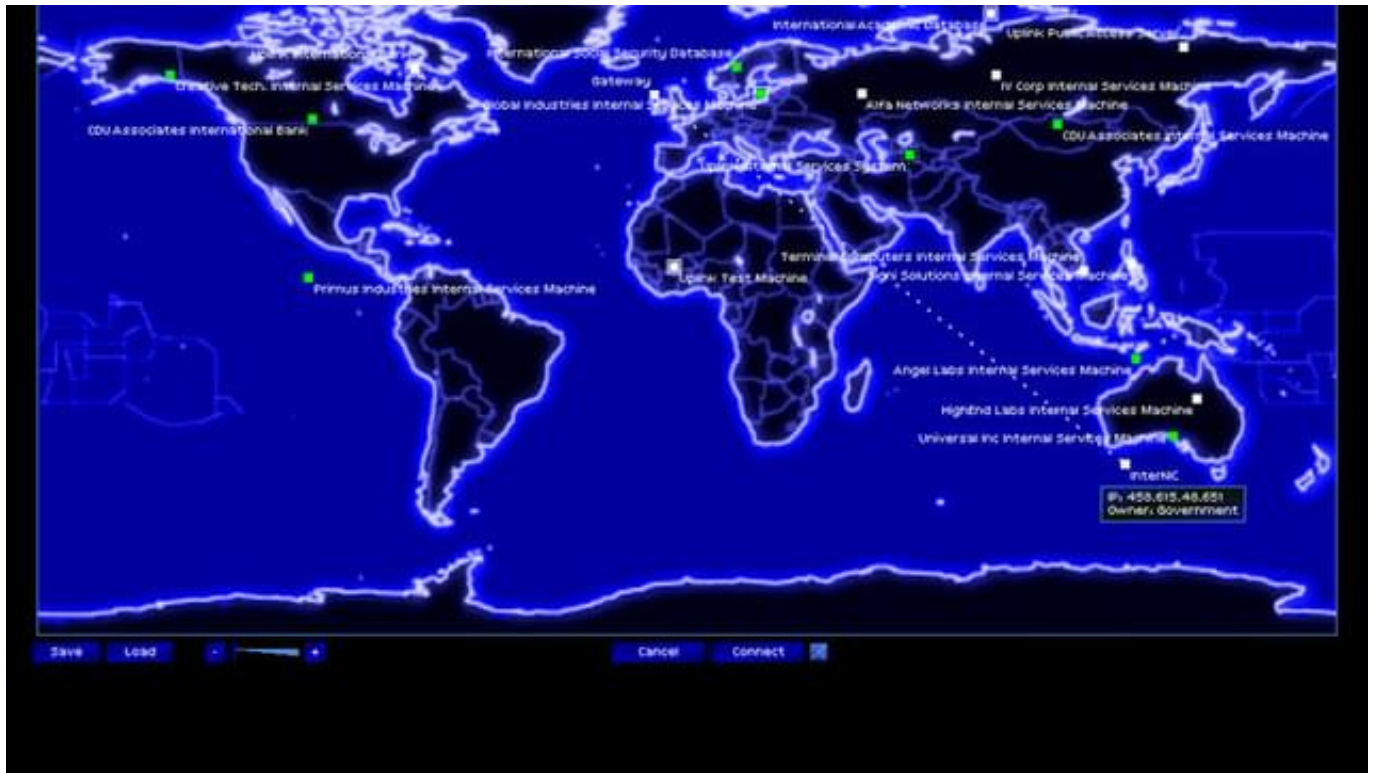 International Academic Database
Uplink Public Access Server
International Social Security Database
Gateway
Creative Tech. Internal Services Machine
Global Industries Internal Services Machine
Corp Internal Services Machine
Networks Internal Services Machine
CDU Associates International Bank
CDU Associates Internal Services Machine
Services System
Terminal Computers Internal Services Machine
Solutions Internal Services Machine
Uplink Test Machine
Primus Industries Internal Services Machine
Angel Labs Internal Services Machine
HighEnd Labs Internal Services Machine
Universal Inc Internal Services Machine
InterNIC
IP: 458.615.48.651
Owner: Government
Save Load - + Cancel Connect